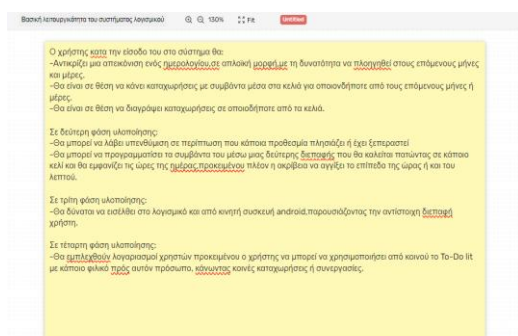 Βασική λειτουργικότητα του συστήματος λογισμικού 130% Fit Untitled
Ο χρήστης κατα την είσοδο του στο σύστημα θα:
-Αντικρίζει μια απεικόνιση ενός ημερολογίου,σε απλοϊκή μορφή,με τη δυνατότητα να πλοηγηθεί στους επόμενους μήνες
και μέρες.
-Θα είναι σε θέση να κάνει καταχωρήσεις με συμβάντα μέσα στα κελιά για οποιονδήποτε από τους επόμενους μήνες ή
μέρες.
-Θα είναι σε θέση να διαγράψει καταχωρήσεις σε οποιοδήποτε από τα κελιά.
Σε δεύτερη φάση υλοποίησης:
-Θα μπορεί να λάβει υπενθύμιση σε περίπτωση που κάποια προθεσμία πλησιάζει ή έχει ξεπεραστεί
-Θα μπορεί να προγραμματίσει τα συμβάντα του μέσω μιας δεύτερης διεπαφής που θα καλείται πατώντας σε κάποιο
κελί και θα εμφανίζει τις ώρες της ημέρας,προκειμένου πλέον η ακρίβεια να αγγίξει το επίπεδο της ώρας ή και του
λεπτού.
Σε τρίτη φάση υλοποίησης:
-Θα δύναται να εισέλθει στο λογισμικό και από κινητή συσκευή android,παρουσιάζοντας την αντίστοιχη διεπαφή
χρήστη.
Σε τέταρτη φάση υλοποίησης:
-Θα εμπλεχθούν λογαριασμοί χρηστών προκειμένου ο χρήστης να μπορεί να χρησιμοποιήσει από κοινού το To-Do lit
με κάποιο φιλικό πρός αυτόν πρόσωπο, κάνωντας κοινές καταχωρήσεις ή συνεργασίες.